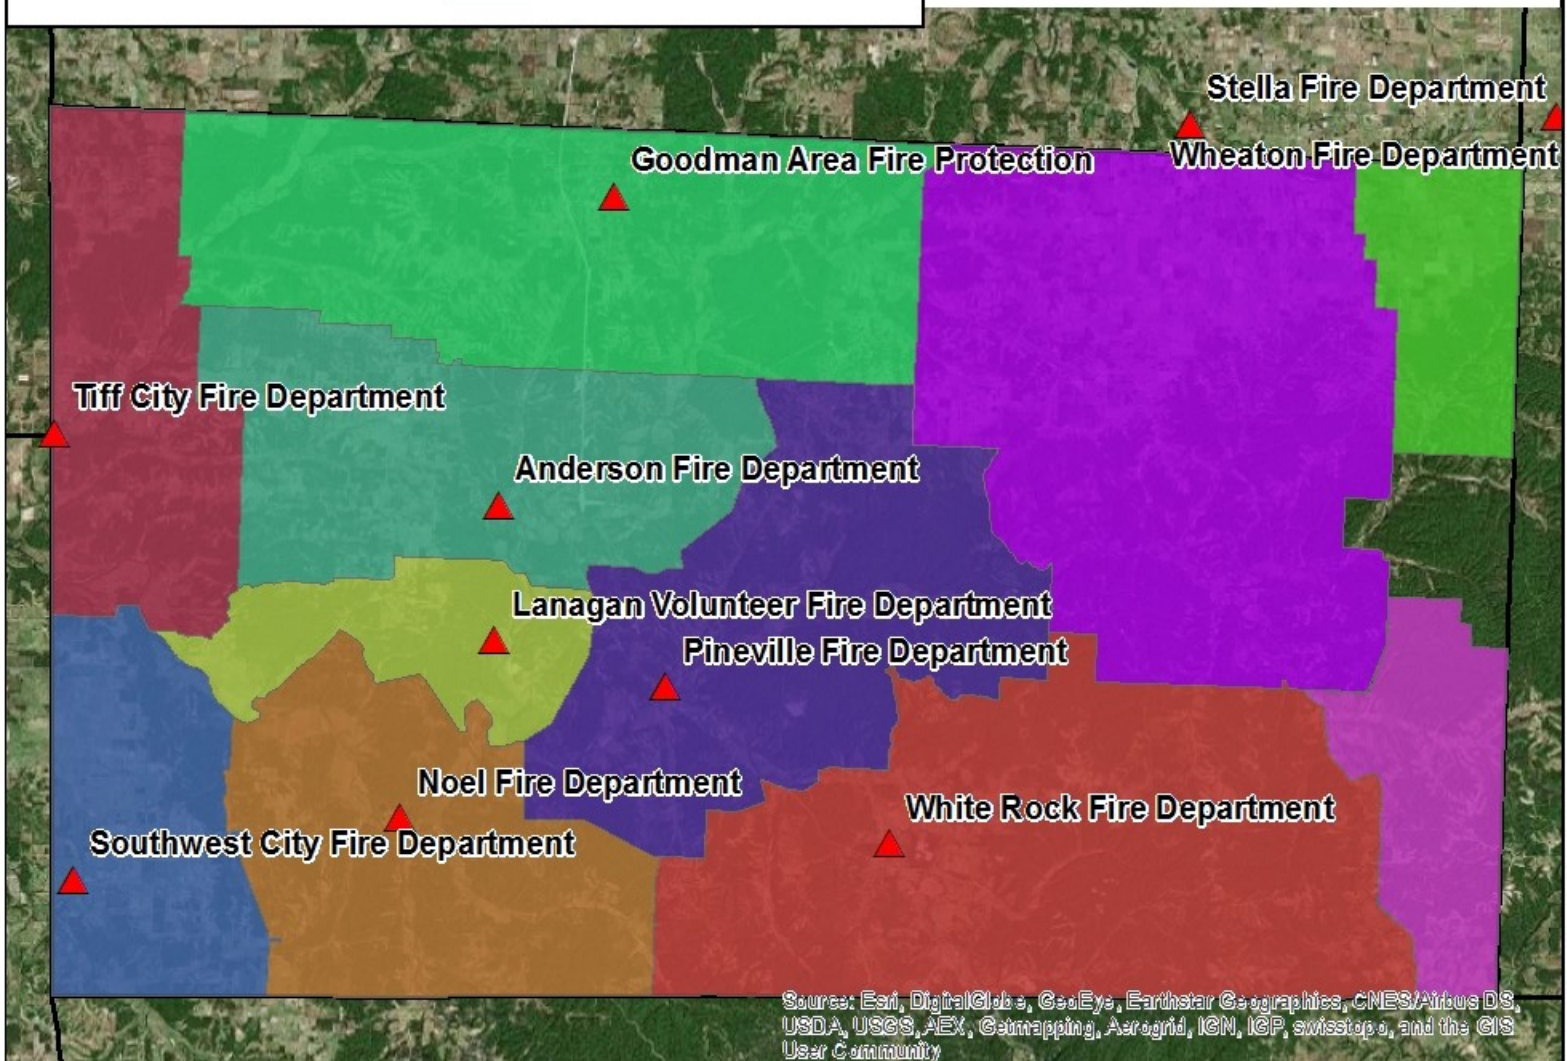 Stella Fire Department
Goodman Area Fire Protection
Wheaton Fire Department
Tiff City Fire Department
Anderson Fire Department
Lanagan Volunteer Fire Department
Pineville Fire Department
Noel Fire Department
White Rock Fire Department
Southwest City Fire Department
Source: Esri, DigitalGlobe, GeoEye, Earthstar Geographics, CNES/Airbus DS,
USDA, USGS, AEX, Getmapping, Aerogrid, IGN, IGP, swisstopo, and the GIS
User Community